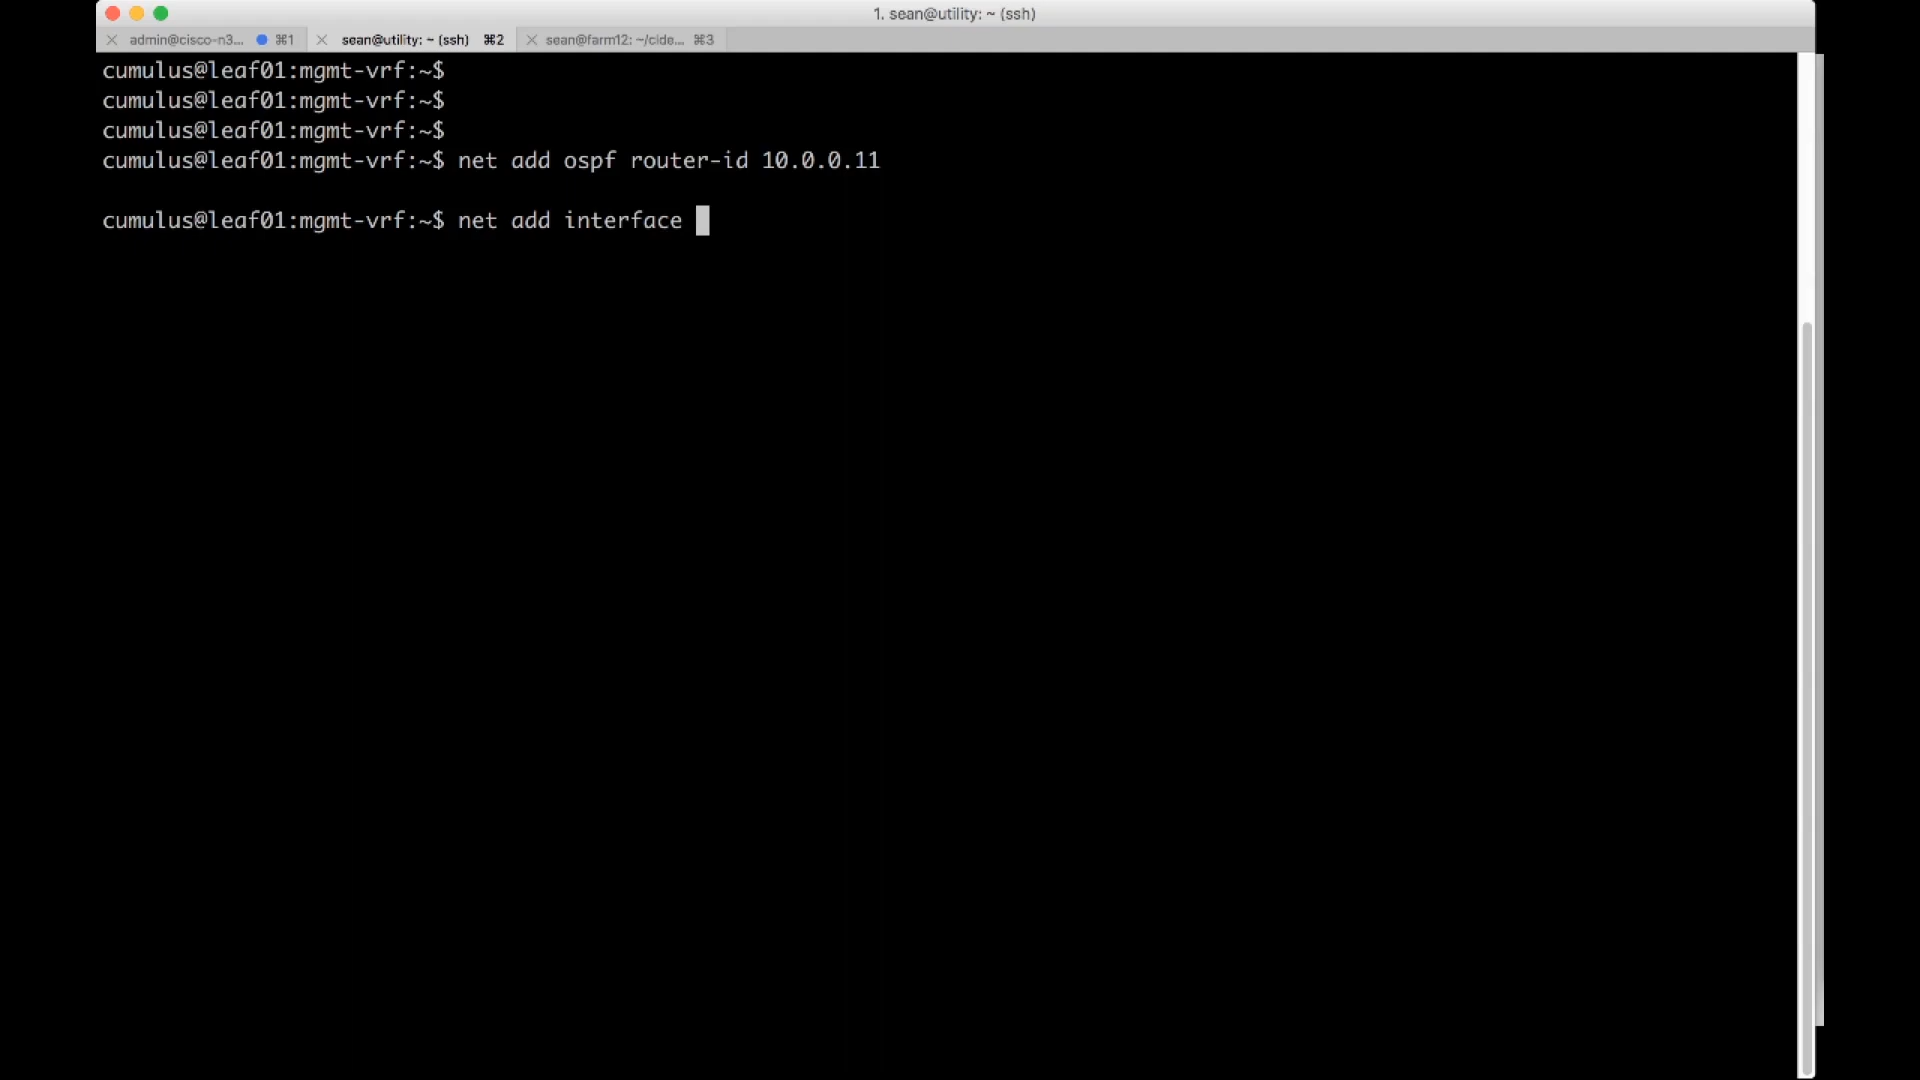 1. sean@utility: ~ (ssh)
admin@cisco-n3... ⌘1 sean@utility: ~ (ssh) ⌘2 sean@farm12: ~/cide... ⌘3
cumulus@leaf01:mgmt-vrf:~$
cumulus@leaf01:mgmt-vrf:~$
cumulus@leaf01:mgmt-vrf:~$
cumulus@leaf01:mgmt-vrf:~$ net add ospf router-id 10.0.0.11
cumulus@leaf01:mgmt-vrf:~$ net add interface